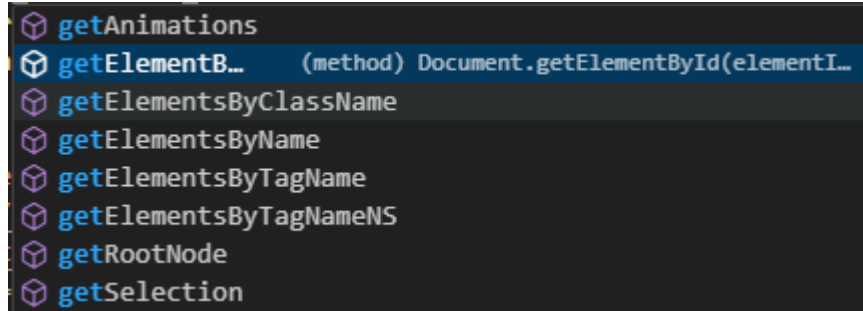 getAnimations
getElementB… (method) Document.getElementById(elementI…
getElementsByClassName
getElementsByName
getElementsByTagName
getElementsByTagNameNS
getRootNode
getSelection